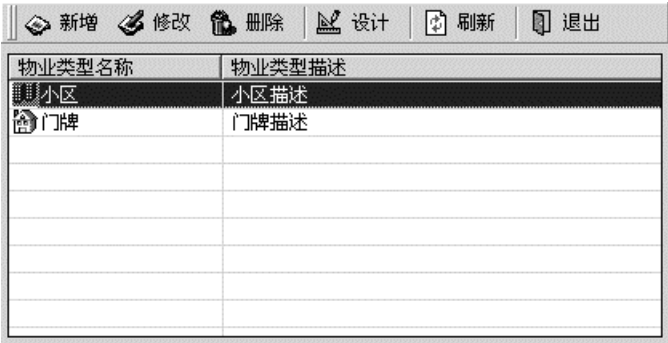 新增 修改 删除 设计 刷新 退出
物业类型名称 物业类型描述
小区 小区描述
门牌 门牌描述